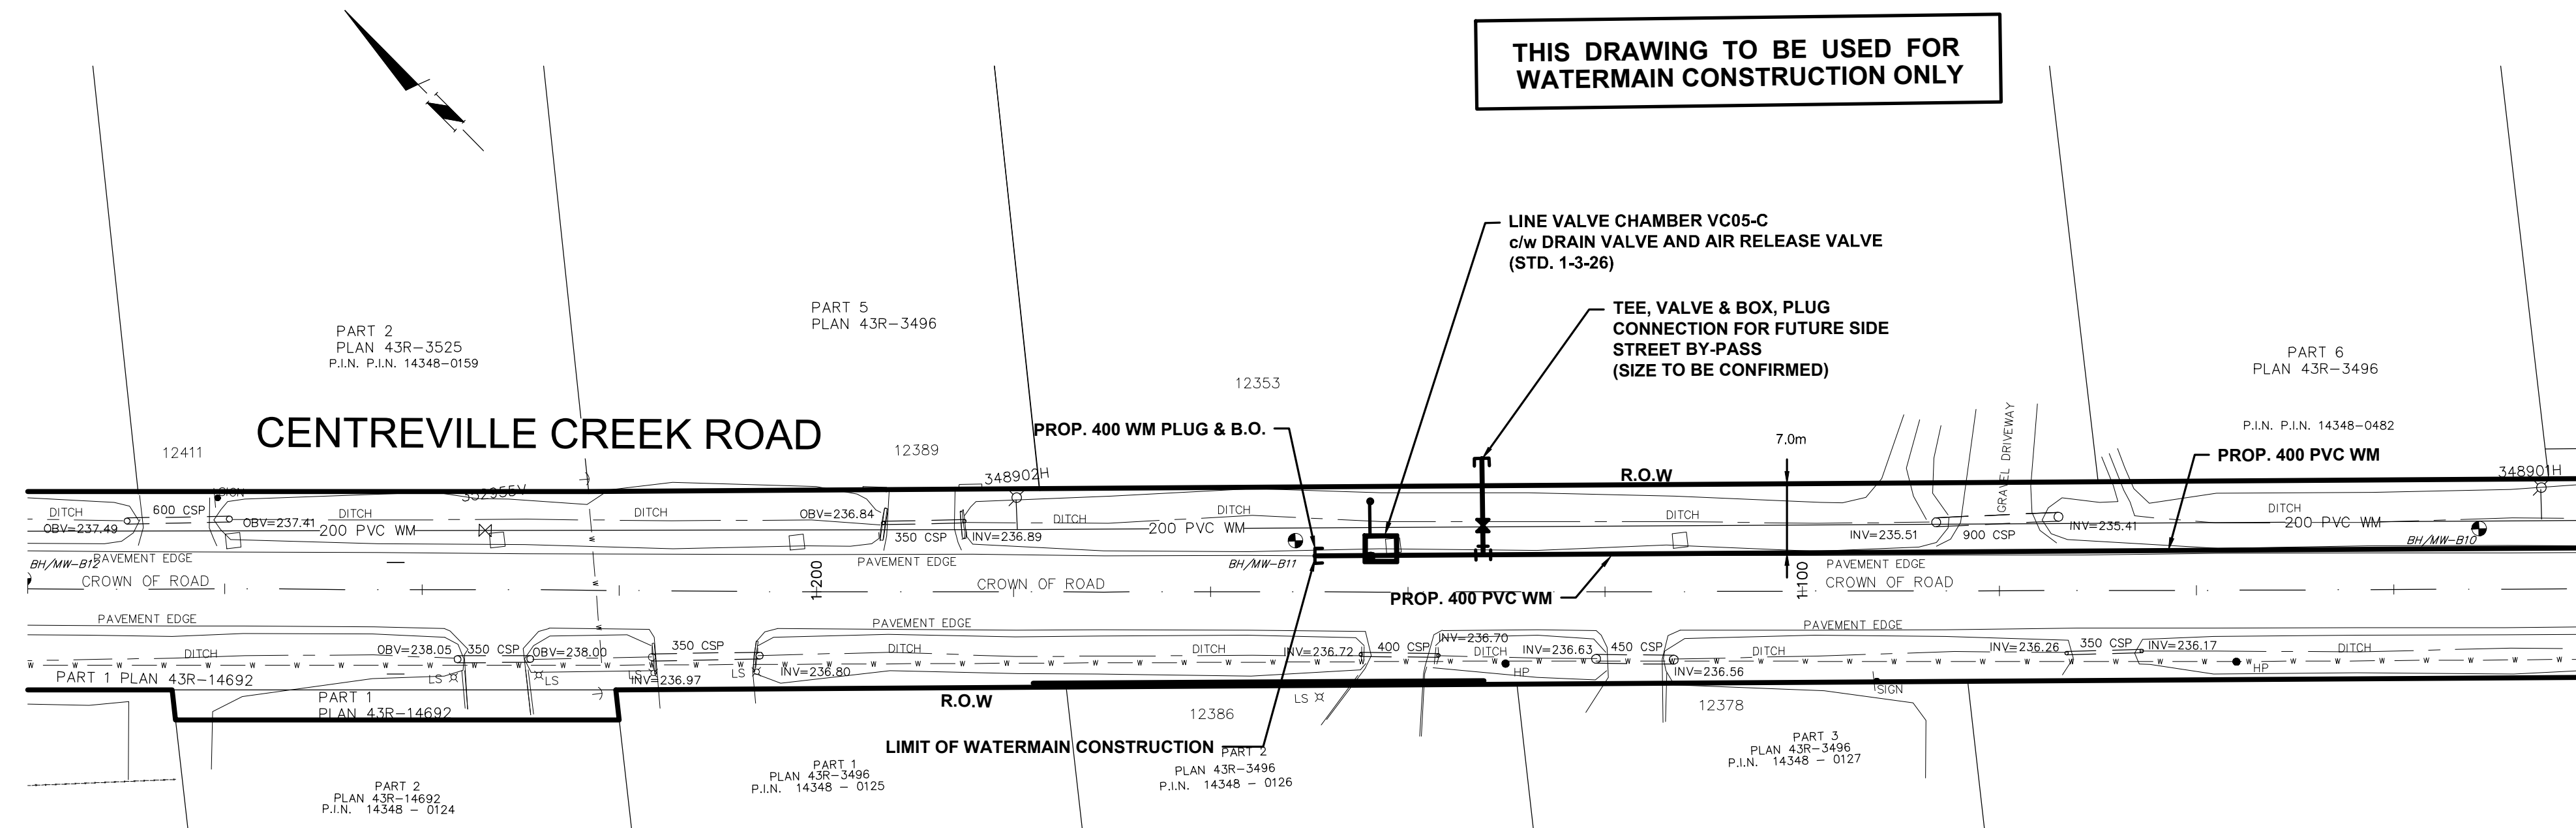 THIS DRAWING TO BE USED FOR
WATERMAIN CONSTRUCTION ONLY
LINE VALVE CHAMBER VC05-C
c/w DRAIN VALVE AND AIR RELEASE VALVE
(STD. 1-3-26)
TEE, VALVE & BOX, PLUG
CONNECTION FOR FUTURE SIDE
STREET BY-PASS
(SIZE TO BE CONFIRMED)
PART 2
PLAN 43R-3525
P.I.N. P.I.N. 14348-0159
PART 5
PLAN 43R-3496
PART 6
PLAN 43R-3496
P.I.N. P.I.N. 14348-0482
12353
CENTREVILLE CREEK ROAD
12411
12389
PROP. 400 WM PLUG & B.O.
7.0m
GRAVEL DRIVEWAY
PROP. 400 PVC WM
348902H
R.O.W
348901H
SIGN
332955V
DITCH
600 CSP
DITCH
DITCH
OBV=236.84
DITCH
DITCH
DITCH
DITCH
OBV=237.49
OBV=237.41
200 PVC WM
350 CSP
INV=236.89
200 PVC WM
INV=235.51
900 CSP
INV=235.41
200 PVC WM
BH/MW-B12
PAVEMENT EDGE
PAVEMENT EDGE
BH/MW-B11
PAVEMENT EDGE
BH/MW-B10
CROWN OF ROAD
1+200
CROWN OF ROAD
PROP. 400 PVC WM
1+100
CROWN OF ROAD
PAVEMENT EDGE
PAVEMENT EDGE
PAVEMENT EDGE
DITCH
OBV=238.05
350 CSP
OBV=238.00
350 CSP
DITCH
DITCH
INV=236.72
400 CSP
INV=236.70
DITCH
INV=236.63
450 CSP
DITCH
INV=236.26
350 CSP
INV=236.17
DITCH
W W W W W W W W W W W W W W W W W W W W W W W W W W W W W W W W W W W W W W W W
PART 1 PLAN 43R-14692
LS
LS
LS
INV=236.97
LS
INV=236.80
HP
INV=236.56
HP
SIGN
PART 1
PLAN 43R-14692
R.O.W
LS
12386
12378
LIMIT OF WATERMAIN CONSTRUCTION
PART 2
PLAN 43R-3496
P.I.N. 14348 - 0126
PART 3
PLAN 43R-3496
P.I.N. 14348 - 0127
PART 1
PLAN 43R-3496
P.I.N. 14348 - 0125
PART 2
PLAN 43R-14692
P.I.N. 14348 - 0124